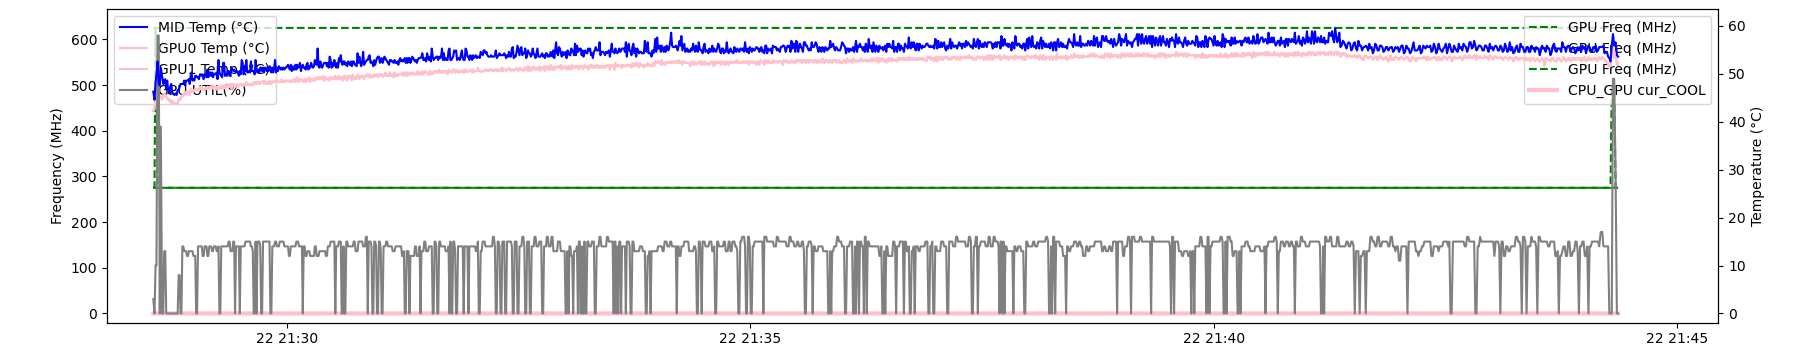 MID Temp (°C)
GPU0 Temp (°C)
GPU1 Temp (°C)
GPU UTIL(%)
GPU Freq (MHz)
GPU Freq (MHz)
GPU Freq (MHz)
CPU_GPU cur_COOL
Frequency (MHz)
600
500
400
300
200
100
0
Temperature (°C)
60
50
40
30
20
10
0
22 21:30
22 21:35
22 21:40
22 21:45